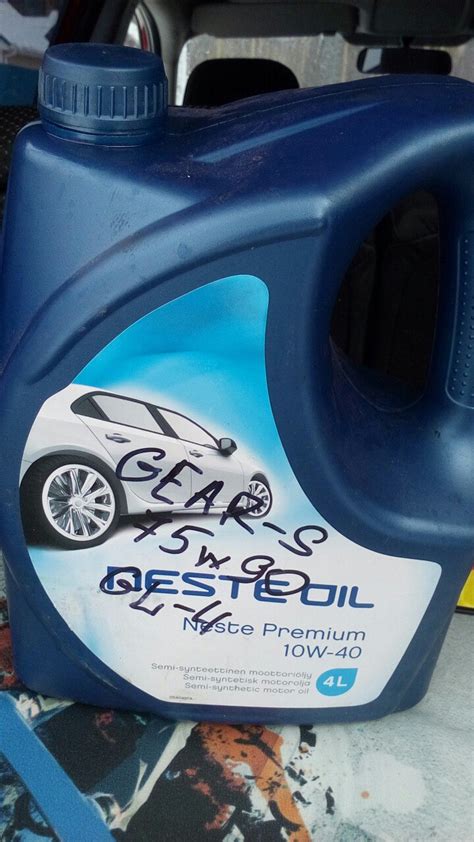 GEAR-S
75w90
GL-4
NESTE OIL
Neste Premium
10W-40
Semi-synteettinen moottoriöljy
Semi-syntetisk motorolja
Semi-synthetic motor oil
4L